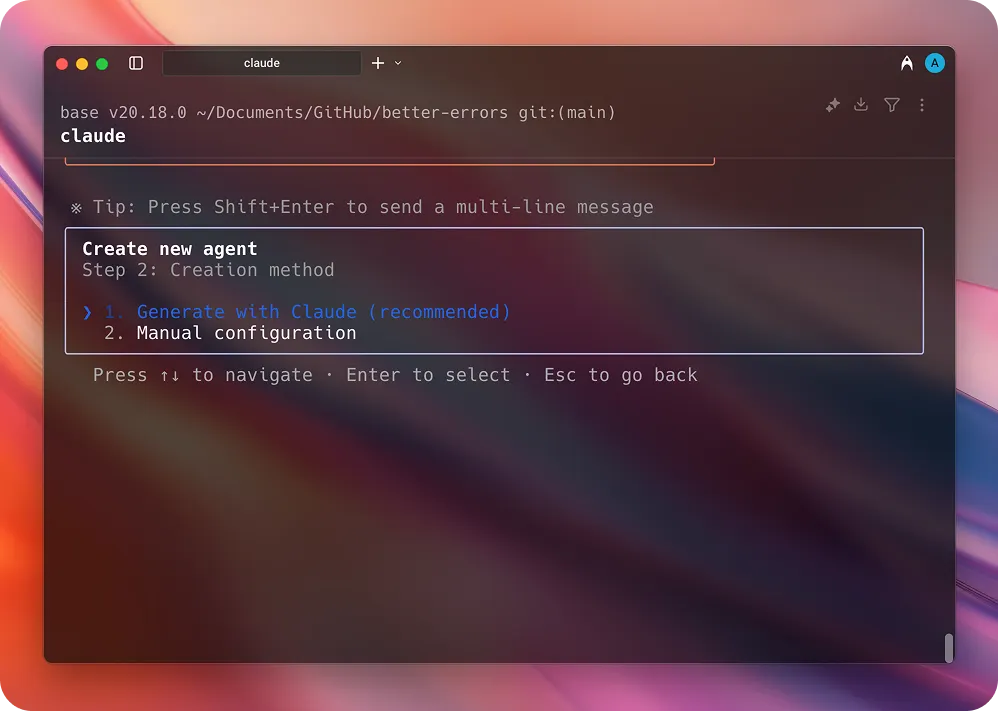 claude
A
base v20.18.0 ~/Documents/GitHub/better-errors git:(main)
claude
※ Tip: Press Shift+Enter to send a multi-line message
Create new agent
Step 2: Creation method
❯ 1. Generate with Claude (recommended)
2. Manual configuration
Press ↑↓ to navigate · Enter to select · Esc to go back